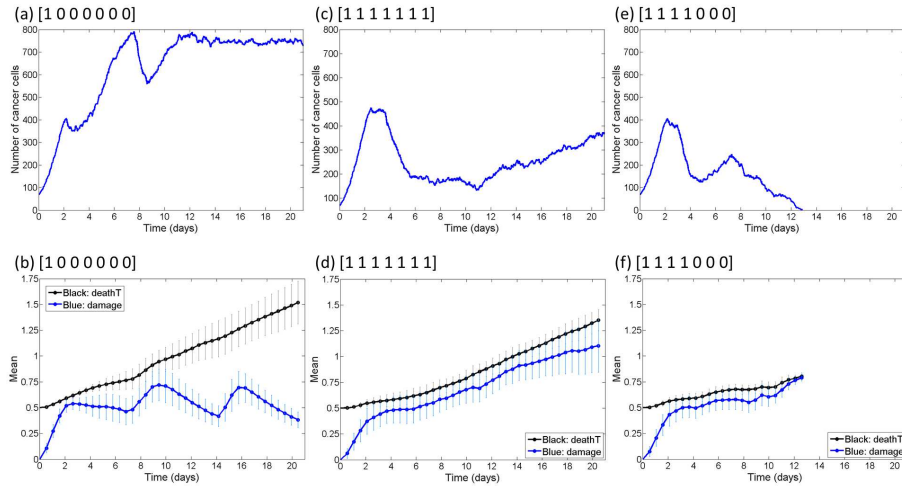 (a) [1 0 0 0 0 0 0]
Number of cancer cells
800
700
600
500
400
300
200
100
0
0 2 4 6 8 10 12 14 16 18 20
Time (days)
(c) [1 1 1 1 1 1 1]
Number of cancer cells
800
700
600
500
400
300
200
100
0 2 4 6 8 10 12 14 16 18 20
Time (days)
(e) [1 1 1 1 0 0 0]
Number of cancer cells
800
700
600
500
400
300
200
100
0
0 2 4 6 8 10 12 14 16 18 20
Time (days)
(b) [1 0 0 0 0 0 0]
Black: deathT
Blue: damage
Mean
1.75
1.5
1.25
1
0.75
0.5
0.25
0
0 2 4 6 8 10 12 14 16 18 20
Time (days)
(d) [1 1 1 1 1 1 1]
Black: deathT
Blue: damage
Mean
1.75
1.5
1.25
1
0.75
0.5
0.25
0
0 2 4 6 8 10 12 14 16 18 20
Time (days)
(f) [1 1 1 1 0 0 0]
Black: deathT
Blue: damage
Mean
1.75
1.5
1.25
1
0.75
0.5
0.25
0
0 2 4 6 8 10 12 14 16 18 20
Time (days)